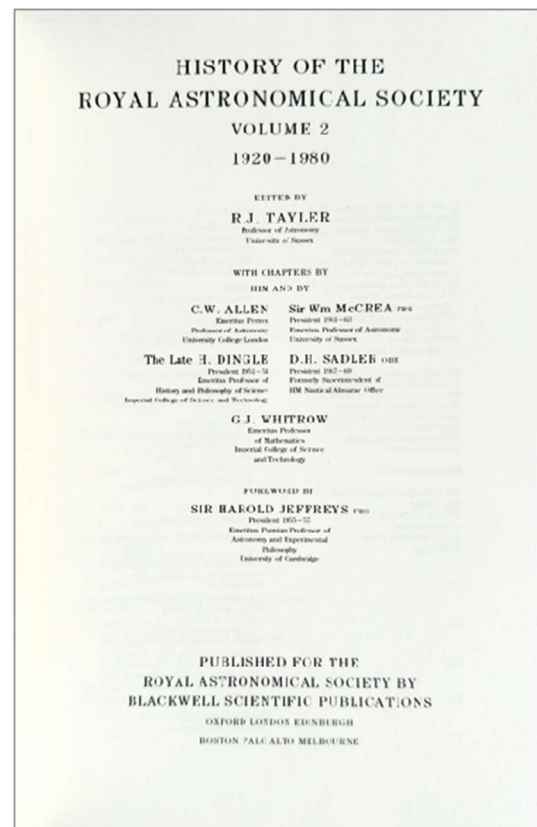 HISTORY OF THE
ROYAL ASTRONOMICAL SOCIETY
VOLUME 2
1920–1980
EDITED BY
R.J. TAYLER
Professor of Astronomy
University of Sussex
WITH CHAPTERS BY
HIM AND BY
C.W. ALLEN
Emeritus Perren
Professor of Astronomy
University College London
Sir Wm McCREA FRS
President 1961–63
Emeritus Professor of Astronomy
University of Sussex
The Late H. DINGLE
President 1951–53
Emeritus Professor of
History and Philosophy of Science
Imperial College of Science and Technology
D.H. SADLER OBE
President 1967–69
Formerly Superintendent of
HM Nautical Almanac Office
G.J. WHITROW
Emeritus Professor
of Mathematics
Imperial College of Science
and Technology
FOREWORD BY
SIR HAROLD JEFFREYS FRS
President 1955–57
Emeritus Plumian Professor of
Astronomy and Experimental
Philosophy
University of Cambridge
PUBLISHED FOR THE
ROYAL ASTRONOMICAL SOCIETY BY
BLACKWELL SCIENTIFIC PUBLICATIONS
OXFORD LONDON EDINBURGH
BOSTON PALO ALTO MELBOURNE